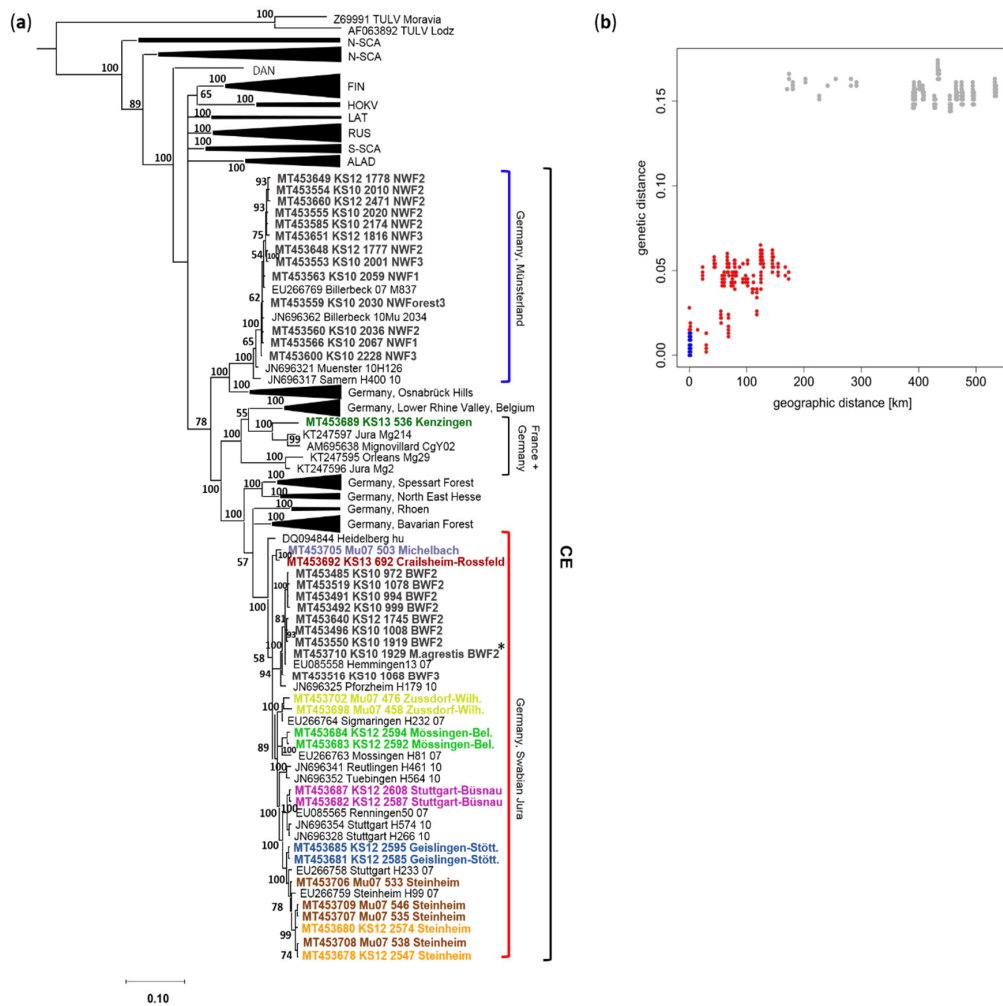 (a)
Z69991 TULV Moravia
AF063892 TULV Lodz
100
N-SCA
N-SCA
100
100
DAN
89
100
FIN
65
100
HOKV
100
LAT
100
RUS
100
S-SCA
100
100
ALAD
93
MT453649 KS12 1778 NWF2
MT453554 KS10 2010 NWF2
93
MT453660 KS12 2471 NWF2
MT453555 KS10 2020 NWF2
MT453585 KS10 2174 NWF2
75
MT453651 KS12 1816 NWF3
MT453648 KS12 1777 NWF2
54
100
MT453553 KS10 2001 NWF3
MT453563 KS10 2059 NWF1
EU266769 Billerbeck 07 M837
62
MT453559 KS10 2030 NWForest3
JN696362 Billerbeck 10Mu 2034
100
MT453560 KS10 2036 NWF2
65
MT453566 KS10 2067 NWF1
MT453600 KS10 2228 NWF3
100
JN696321 Muenster 10H126
100
JN696317 Samern H400 10
Germany, Münsterland
100
Germany, Osnabrück Hills
78
100
Germany, Lower Rhine Valley, Belgium
55
MT453689 KS13 536 Kenzingen
100
100
KT247597 Jura Mg214
99
AM695638 Mignovillard CgY02
KT247595 Orleans Mg29
100
KT247596 Jura Mg2
France +
Germany
100
100
Germany, Spessart Forest
100
100
Germany, North East Hesse
100
Germany, Rhoen
100
Germany, Bavarian Forest
57
DQ094844 Heidelberg hu
MT453705 Mu07 503 Michelbach
100
MT453692 KS13 692 Crailsheim-Rossfeld
CE
MT453485 KS10 972 BWF2
100
MT453519 KS10 1078 BWF2
MT453491 KS10 994 BWF2
100
MT453492 KS10 999 BWF2
81
MT453640 KS12 1745 BWF2
93
MT453496 KS10 1008 BWF2
100
MT453550 KS10 1919 BWF2
MT453710 KS10 1929 M.agrestis BWF2*
58
EU085558 Hemmingen13 07
94
MT453516 KS10 1068 BWF3
JN696325 Pforzheim H179 10
MT453702 Mu07 476 Zussdorf-Wilh.
100
MT453698 Mu07 458 Zussdorf-Wilh.
EU266764 Sigmaringen H232 07
MT453684 KS12 2594 Mössingen-Bel.
100
MT453683 KS12 2592 Mössingen-Bel.
89
EU266763 Mossingen H81 07
100
JN696341 Reutlingen H461 10
JN696352 Tuebingen H564 10
MT453687 KS12 2608 Stuttgart-Büsnau
MT453682 KS12 2587 Stuttgart-Büsnau
100
100
EU085565 Renningen50 07
JN696354 Stuttgart H574 10
JN696328 Stuttgart H266 10
100
MT453685 KS12 2595 Geislingen-Stött.
MT453681 KS12 2585 Geislingen-Stött.
EU266758 Stuttgart H233 07
100
MT453706 Mu07 533 Steinheim
EU266759 Steinheim H99 07
78
MT453709 Mu07 546 Steinheim
MT453707 Mu07 535 Steinheim
MT453680 KS12 2574 Steinheim
99
MT453708 Mu07 538 Steinheim
74
MT453678 KS12 2547 Steinheim
Germany, Swabian Jura
0.10
(b)
genetic distance
0.15
0.10
0.05
0.00
0
100
200
300
400
500
geographic distance [km]